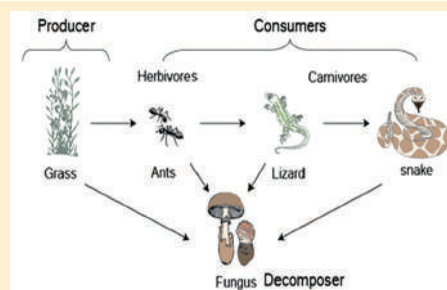 Producer Consumers
Herbivores Carnivores
Grass Ants Lizard snake
Fungus Decomposer